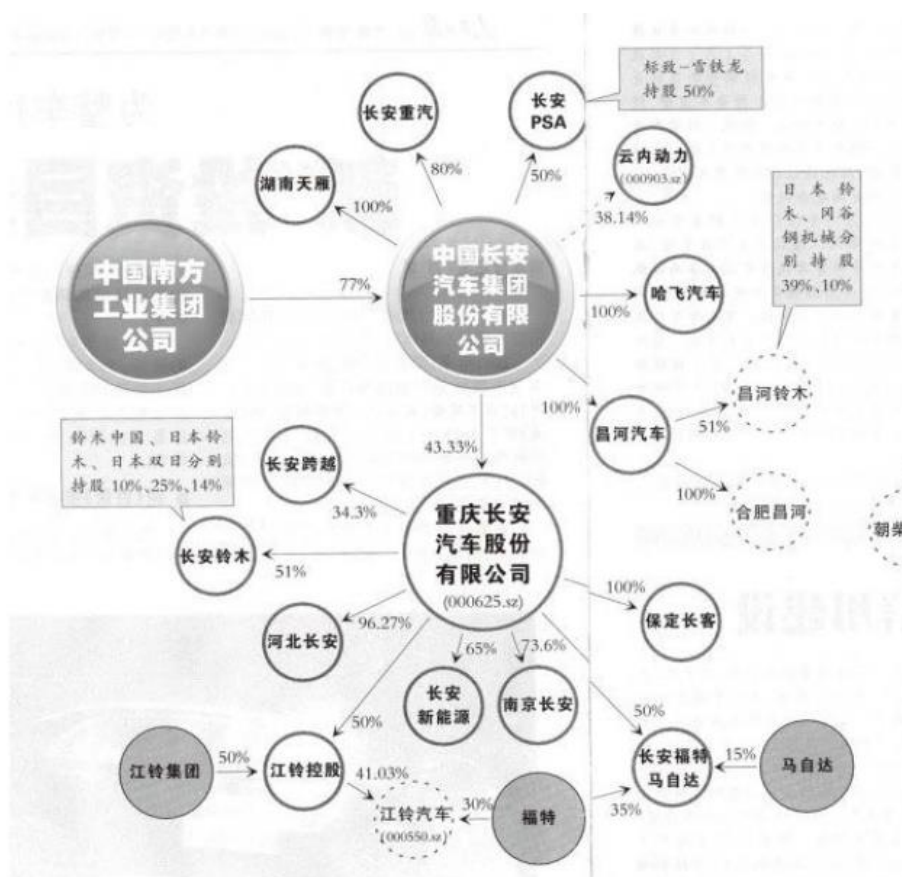 标致-雪铁龙
持股 50%
长安重汽
长安
PSA
云内动力
(000903.sz)
80%
50%
湖南天雁
38.14%
100%
日本铃
木、冈谷
钢机械分
别持股
39%、10%
中国南方
工业集团
公司
77%
中国长安
汽车集团
股份有限
公司
哈飞汽车
100%
昌河铃木
100%
51%
昌河汽车
43.33%
铃木中国、日本铃
木、日本双日分别
持股 10%、25%、14%
长安跨越
34.3%
100%
合肥昌河
朝柴
重庆长安
汽车股份
有限公司
(000625.sz)
长安铃木
51%
100%
保定长客
96.27%
河北长安
65%
73.6%
长安
新能源
南京长安
50%
50%
江铃集团
50%
江铃控股
41.03%
长安福特
马自达
15%
马自达
江铃汽车
(000550.sz)
30%
福特
35%